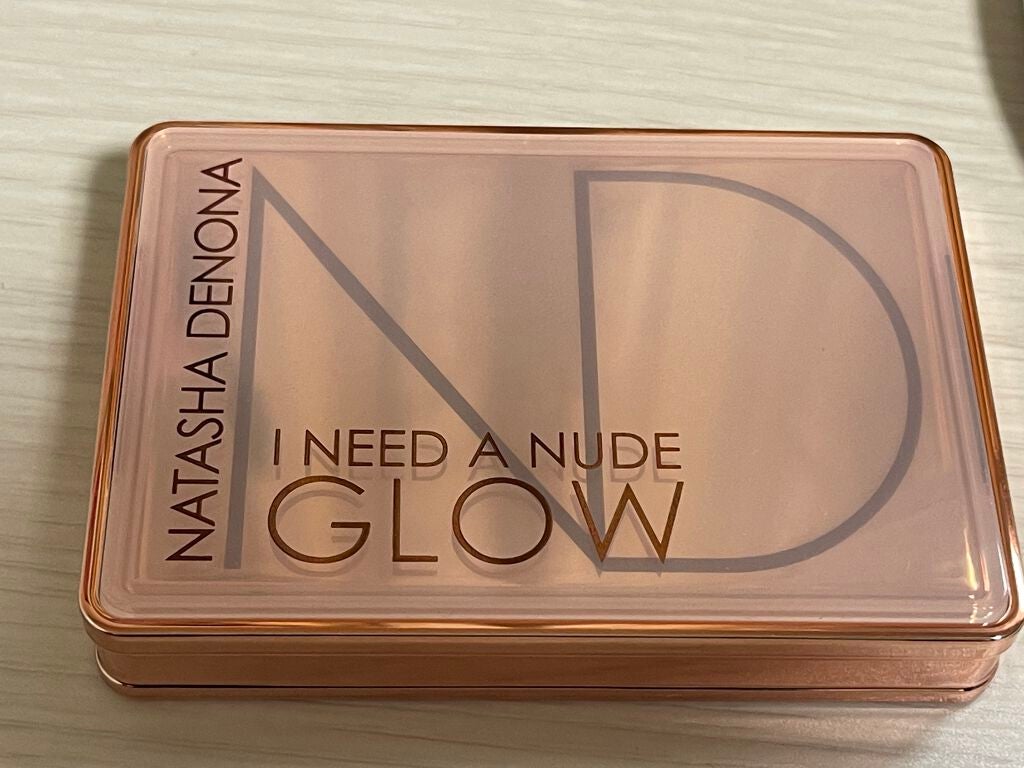 NATASHA DENONA
ND
I NEED A NUDE
GLOW